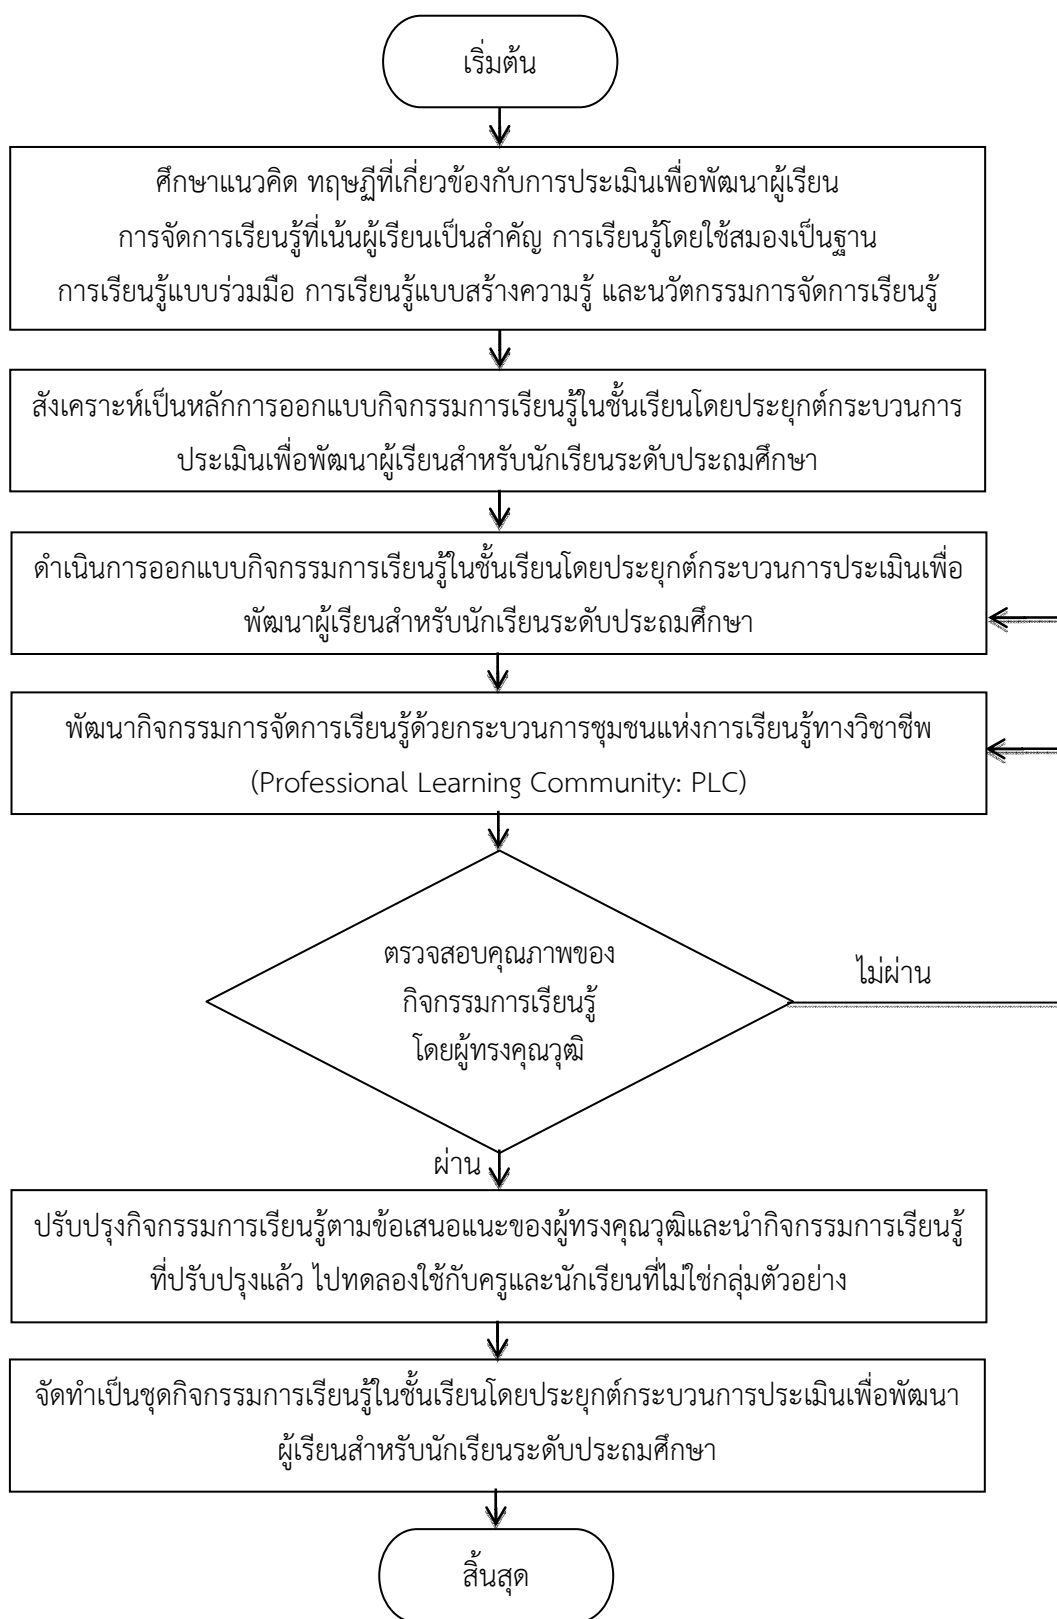 เริ่มต้น
ศึกษาแนวคิด ทฤษฏีที่เกี่ยวข้องกับการประเมินเพื่อพัฒนาผู้เรียน
การจัดการเรียนรู้ที่เน้นผู้เรียนเป็นสำคัญ การเรียนรู้โดยใช้สมองเป็นฐาน
การเรียนรู้แบบร่วมมือ การเรียนรู้แบบสร้างความรู้ และนวัตกรรมการจัดการเรียนรู้
สังเคราะห์เป็นหลักการออกแบบกิจกรรมการเรียนรู้ในชั้นเรียนโดยประยุกต์กระบวนการ
ประเมินเพื่อพัฒนาผู้เรียนสำหรับนักเรียนระดับประถมศึกษา
ดำเนินการออกแบบกิจกรรมการเรียนรู้ในชั้นเรียนโดยประยุกต์กระบวนการประเมินเพื่อ
พัฒนาผู้เรียนสำหรับนักเรียนระดับประถมศึกษา
พัฒนากิจกรรมการจัดการเรียนรู้ด้วยกระบวนการชุมชนแห่งการเรียนรู้ทางวิชาชีพ
(Professional Learning Community: PLC)
ตรวจสอบคุณภาพของ
กิจกรรมการเรียนรู้
โดยผู้ทรงคุณวุฒิ
ไม่ผ่าน
ผ่าน
ปรับปรุงกิจกรรมการเรียนรู้ตามข้อเสนอแนะของผู้ทรงคุณวุฒิและนำกิจกรรมการเรียนรู้
ที่ปรับปรุงแล้ว ไปทดลองใช้กับครูและนักเรียนที่ไม่ใช่กลุ่มตัวอย่าง
จัดทำเป็นชุดกิจกรรมการเรียนรู้ในชั้นเรียนโดยประยุกต์กระบวนการประเมินเพื่อพัฒนา
ผู้เรียนสำหรับนักเรียนระดับประถมศึกษา
สิ้นสุด